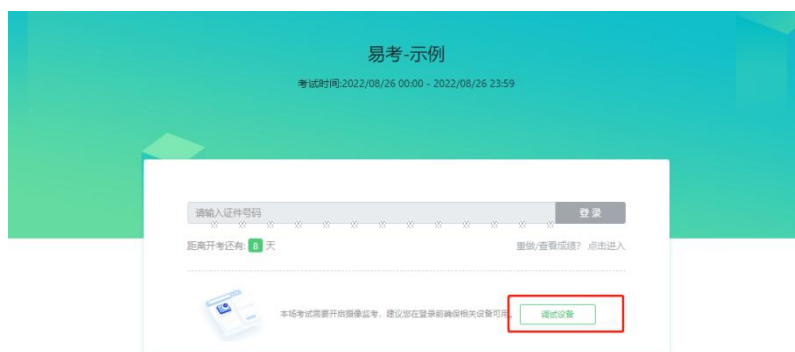 易考-示例
考试时间:2022/08/26 00:00 - 2022/08/26 23:59
请输入证件号码 登录
距离开考还有: 8 天 重做/查看成绩? 点击进入
本场考试需要开启摄像监考，建议您在登录前确保相关设备可用。 调试设备